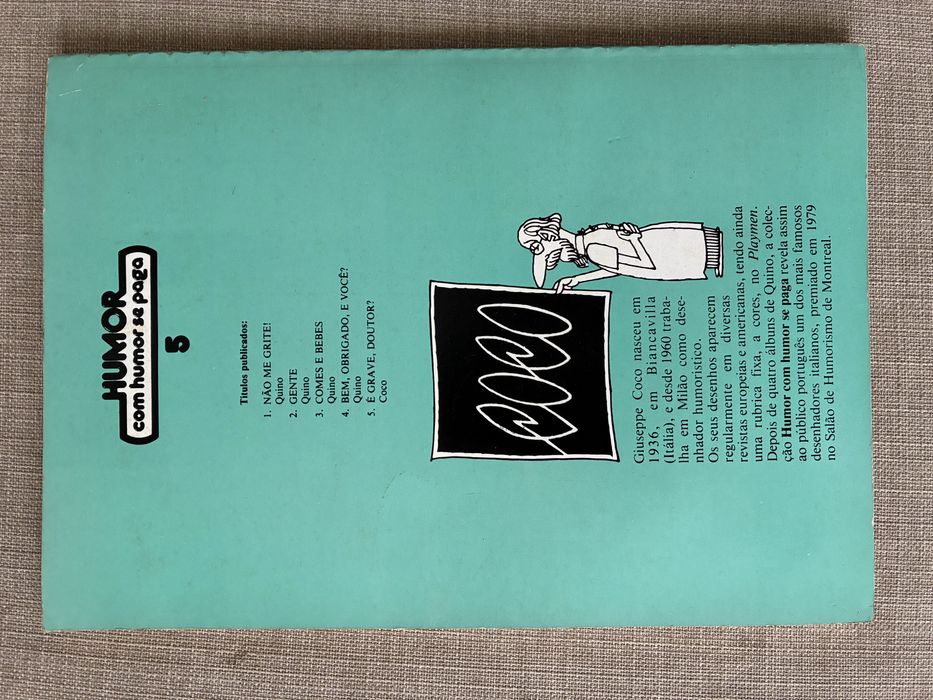 HUMOR
com humor se paga
5
Títulos publicados:
1. NÃO ME GRITE!
Quino
2. GENTE
Quino
3. COMES E BEBES
Quino
4. BEM, OBRIGADO, E VOCÊ?
Quino
5. É GRAVE, DOUTOR?
Coco
COCO
Giuseppe Coco nasceu em
1936, em Biancavilla
(Itália), e desde 1960 traba-
lha em Milão como dese-
nhador humorístico.
Os seus desenhos aparecem
regularmente em diversas
revistas europeias e americanas, tendo ainda
uma rubrica fixa, a cores, no Playmen.
Depois de quatro álbuns de Quino, a colec-
ção Humor com humor se paga revela assim
ao público português um dos mais famosos
desenhadores italianos, premiado em 1979
no Salão de Humorismo de Montreal.